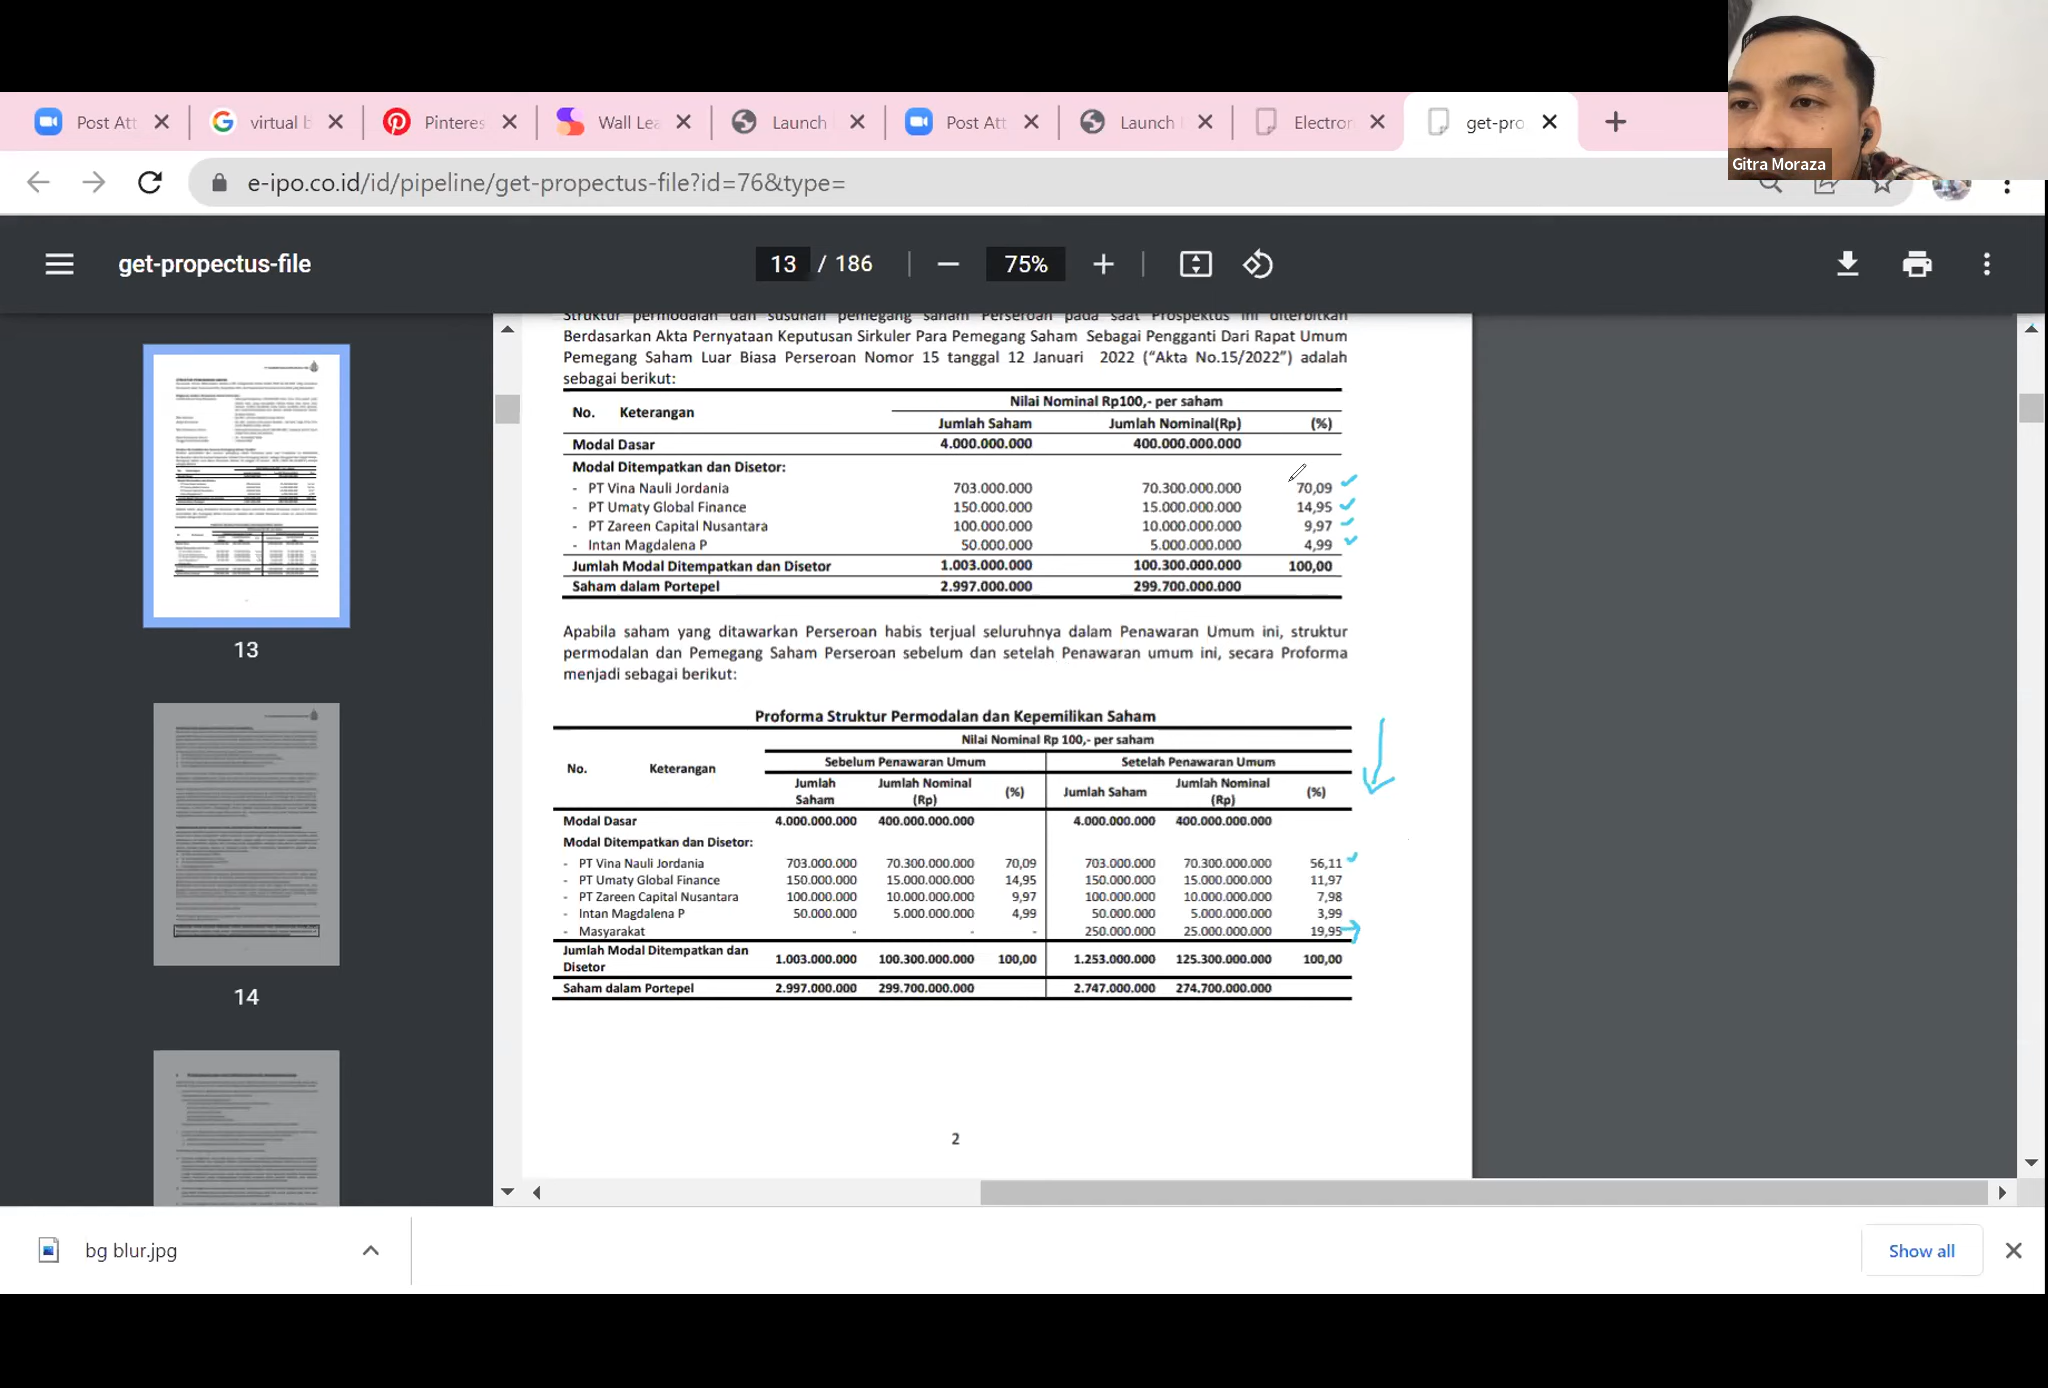 Gitra Moraza
Post Att
virtual b
Pinteres
Wall Lea
Launch
Post Att
Launch
Electron
get-pro
e-ipo.co.id/id/pipeline/get-propectus-file?id=76&type=
get-propectus-file
13 / 186
75%
13
14
Struktur permodalan dan susunan pemegang saham Perseroan pada saat Prospektus ini diterbitkan
Berdasarkan Akta Pernyataan Keputusan Sirkuler Para Pemegang Saham Sebagai Pengganti Dari Rapat Umum
Pemegang Saham Luar Biasa Perseroan Nomor 15 tanggal 12 Januari 2022 (“Akta No.15/2022”) adalah
sebagai berikut:
No. Keterangan Nilai Nominal Rp100,- per saham
Jumlah Saham Jumlah Nominal(Rp) (%)
Modal Dasar 4.000.000.000 400.000.000.000
Modal Ditempatkan dan Disetor:
- PT Vina Nauli Jordania 703.000.000 70.300.000.000 70,09
- PT Umaty Global Finance 150.000.000 15.000.000.000 14,95
- PT Zareen Capital Nusantara 100.000.000 10.000.000.000 9,97
- Intan Magdalena P 50.000.000 5.000.000.000 4,99
Jumlah Modal Ditempatkan dan Disetor 1.003.000.000 100.300.000.000 100,00
Saham dalam Portepel 2.997.000.000 299.700.000.000
Apabila saham yang ditawarkan Perseroan habis terjual seluruhnya dalam Penawaran Umum ini, struktur
permodalan dan Pemegang Saham Perseroan sebelum dan setelah Penawaran umum ini, secara Proforma
menjadi sebagai berikut:
Proforma Struktur Permodalan dan Kepemilikan Saham
Nilai Nominal Rp 100,- per saham
No. Keterangan Sebelum Penawaran Umum Setelah Penawaran Umum
Jumlah Saham Jumlah Nominal (Rp) (%) Jumlah Saham Jumlah Nominal (Rp) (%)
Modal Dasar 4.000.000.000 400.000.000.000 4.000.000.000 400.000.000.000
Modal Ditempatkan dan Disetor:
- PT Vina Nauli Jordania 703.000.000 70.300.000.000 70,09 703.000.000 70.300.000.000 56,11
- PT Umaty Global Finance 150.000.000 15.000.000.000 14,95 150.000.000 15.000.000.000 11,97
- PT Zareen Capital Nusantara 100.000.000 10.000.000.000 9,97 100.000.000 10.000.000.000 7,98
- Intan Magdalena P 50.000.000 5.000.000.000 4,99 50.000.000 5.000.000.000 3,99
- Masyarakat - - - 250.000.000 25.000.000.000 19,95
Jumlah Modal Ditempatkan dan
Disetor 1.003.000.000 100.300.000.000 100,00 1.253.000.000 125.300.000.000 100,00
Saham dalam Portepel 2.997.000.000 299.700.000.000 2.747.000.000 274.700.000.000
2
bg blur.jpg
Show all